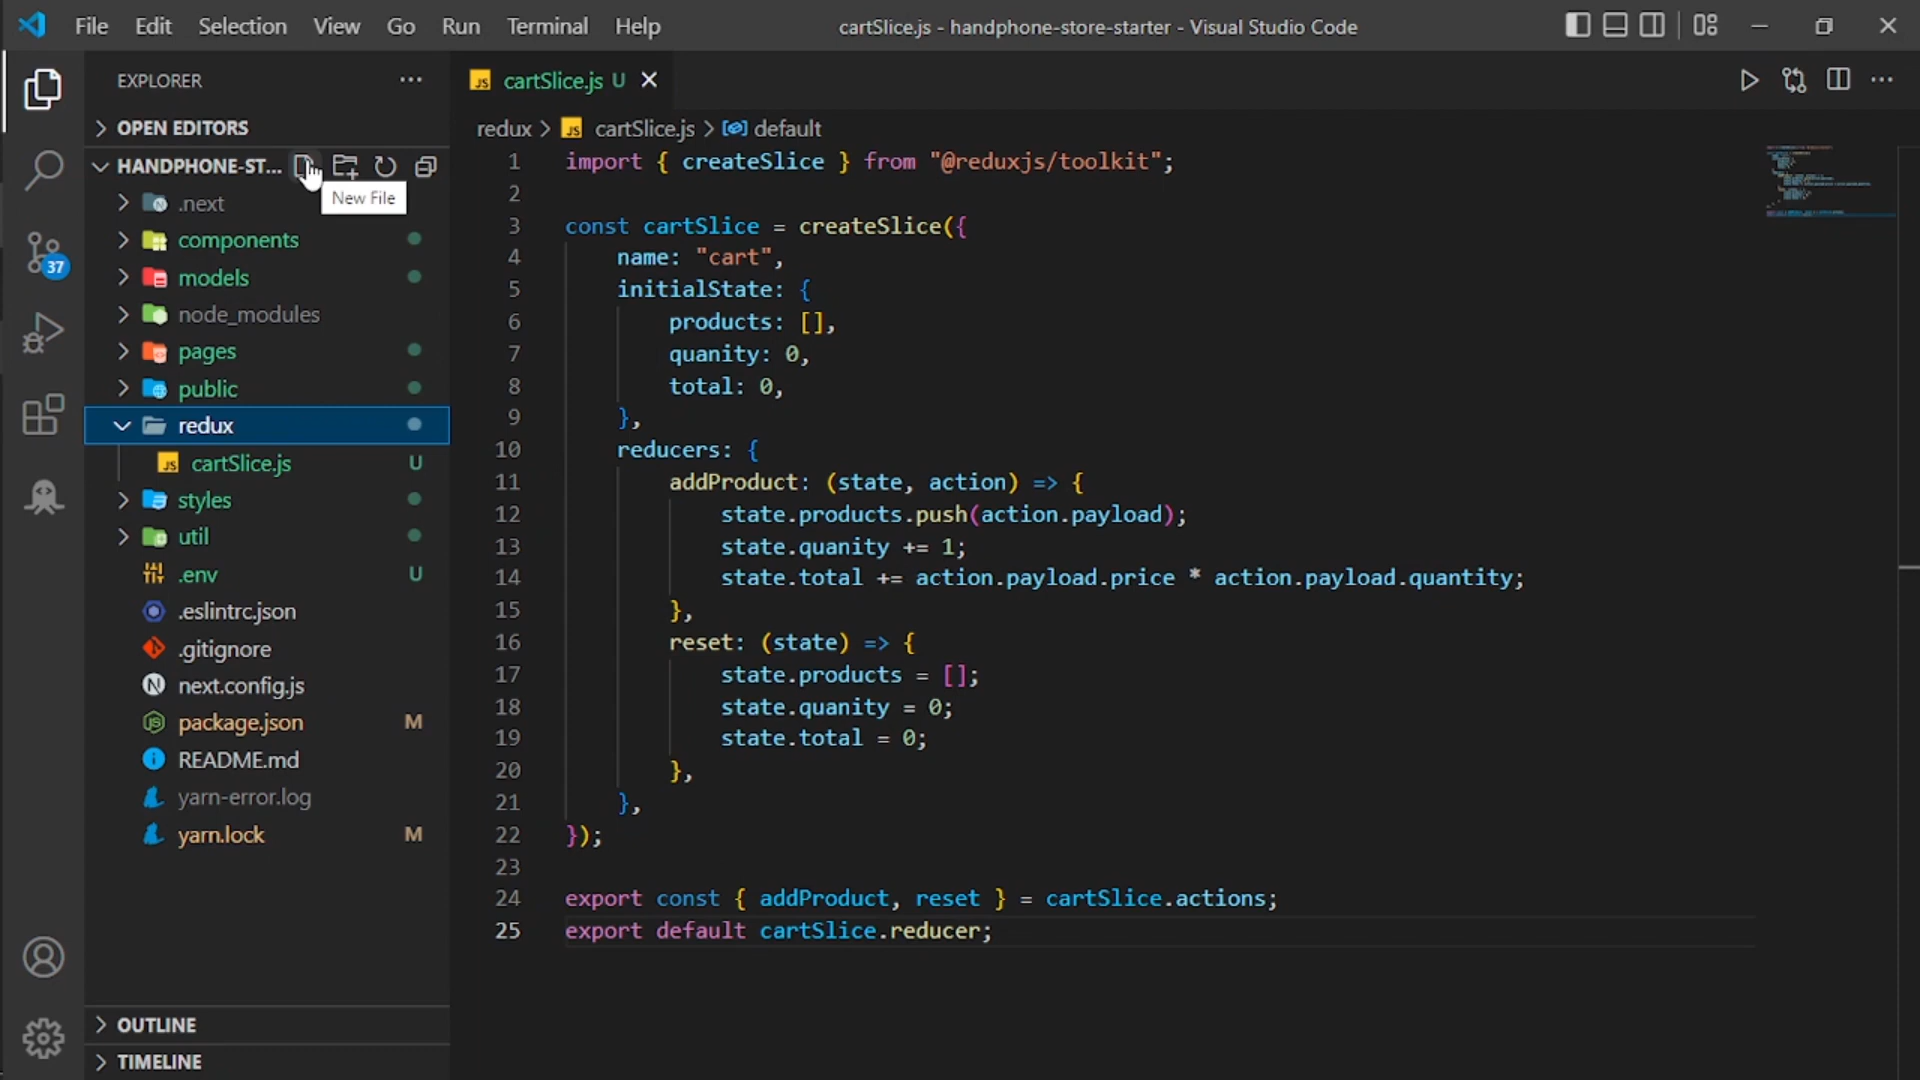 File Edit Selection View Go Run Terminal Help
cartSlice.js - handphone-store-starter - Visual Studio Code
EXPLORER
OPEN EDITORS
HANDPHONE-ST...
New File
.next
components
models
node_modules
pages
public
redux
cartSlice.js U
styles
util
.env U
.eslintrc.json
.gitignore
next.config.js
package.json M
README.md
yarn-error.log
yarn.lock M
OUTLINE
TIMELINE
37
JS cartSlice.js U
redux > JS cartSlice.js > default
1 import { createSlice } from "@reduxjs/toolkit";
2
3 const cartSlice = createSlice({
4 name: "cart",
5 initialState: {
6 products: [],
7 quanity: 0,
8 total: 0,
9 },
10 reducers: {
11 addProduct: (state, action) => {
12 state.products.push(action.payload);
13 state.quanity += 1;
14 state.total += action.payload.price * action.payload.quantity;
15 },
16 reset: (state) => {
17 state.products = [];
18 state.quanity = 0;
19 state.total = 0;
20 },
21 },
22 });
23
24 export const { addProduct, reset } = cartSlice.actions;
25 export default cartSlice.reducer;